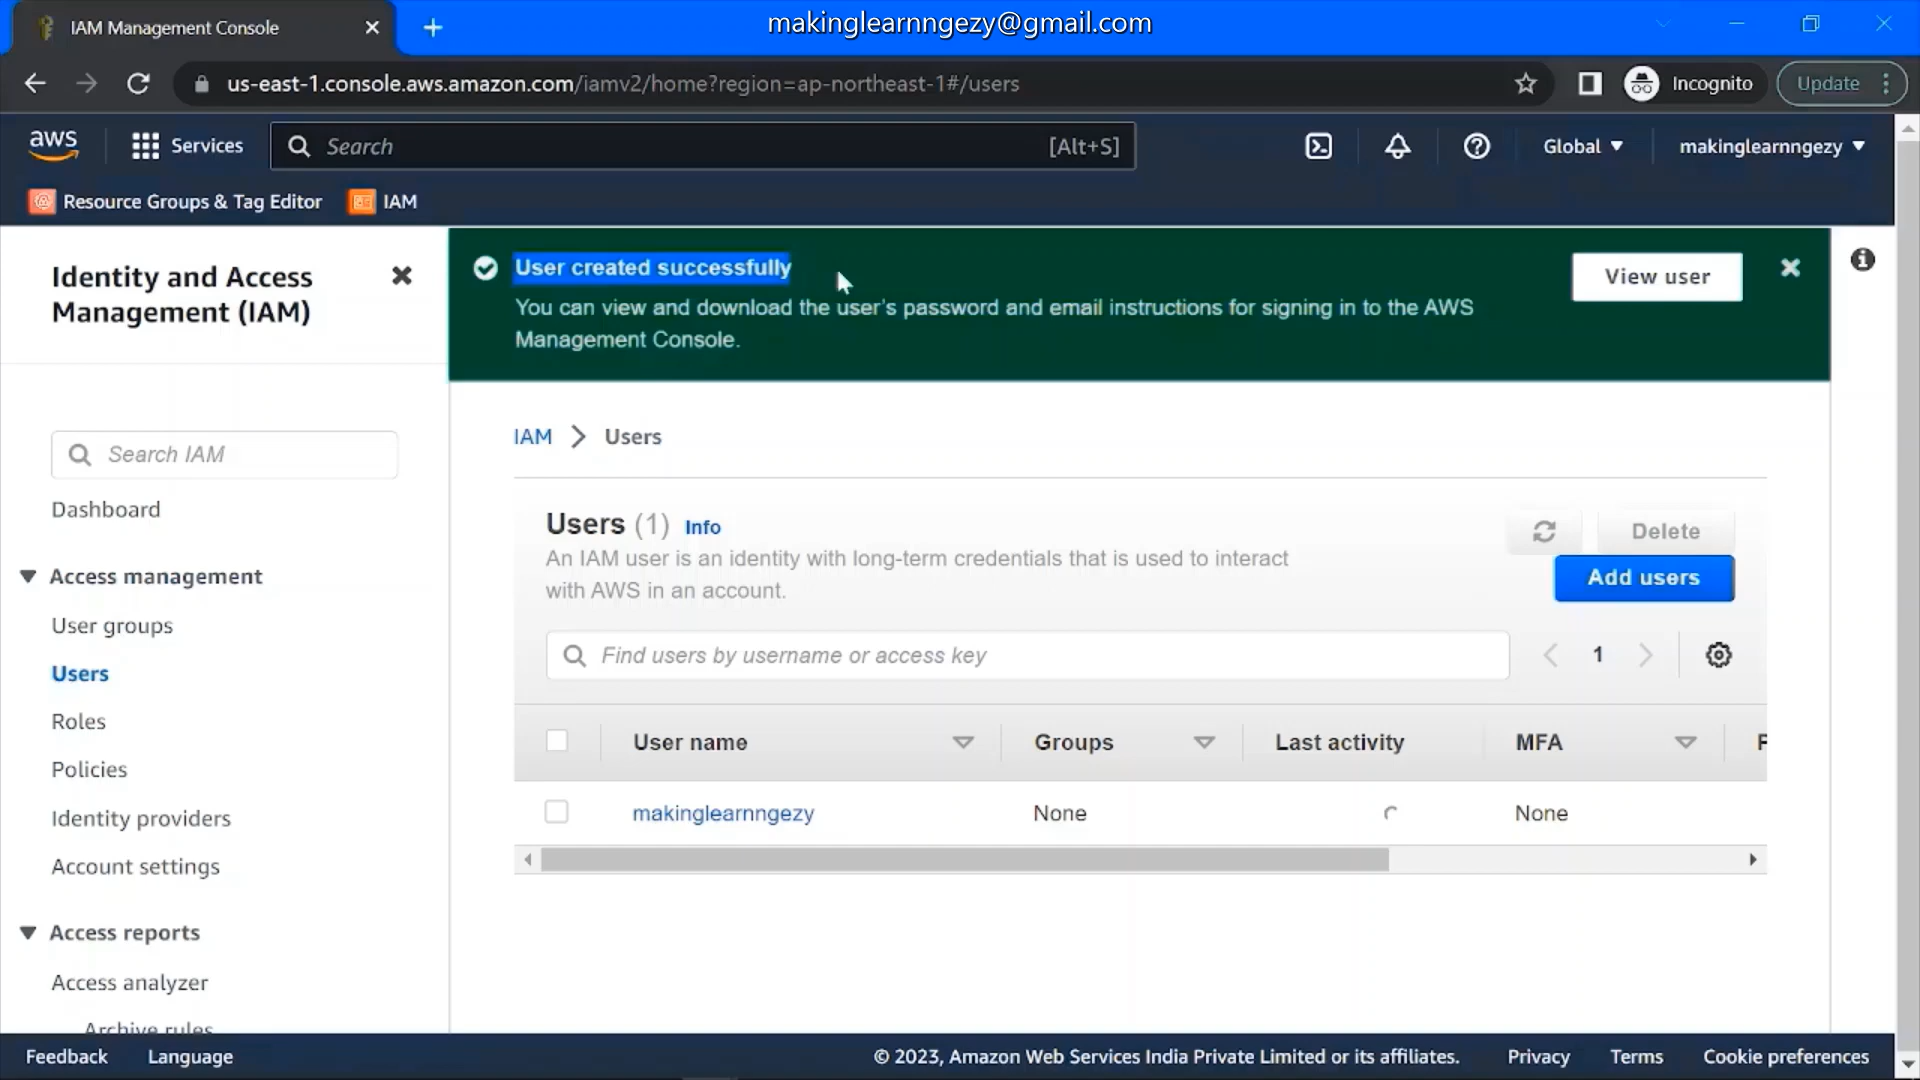 IAM Management Console
makinglearnngezy@gmail.com
us-east-1.console.aws.amazon.com/iamv2/home?region=ap-northeast-1#/users
Incognito
Update
aws
Services
Search
[Alt+S]
Global
makinglearnngezy
Resource Groups & Tag Editor
IAM
Identity and Access
Management (IAM)
Search IAM
Dashboard
Access management
User groups
Users
Roles
Policies
Identity providers
Account settings
Access reports
Access analyzer
Archive rules
User created successfully
You can view and download the user's password and email instructions for signing in to the AWS
Management Console.
View user
IAM > Users
Users (1) Info
An IAM user is an identity with long-term credentials that is used to interact
with AWS in an account.
Delete
Add users
Find users by username or access key
1
User name Groups Last activity MFA
makinglearnngezy None None
Feedback Language © 2023, Amazon Web Services India Private Limited or its affiliates. Privacy Terms Cookie preferences